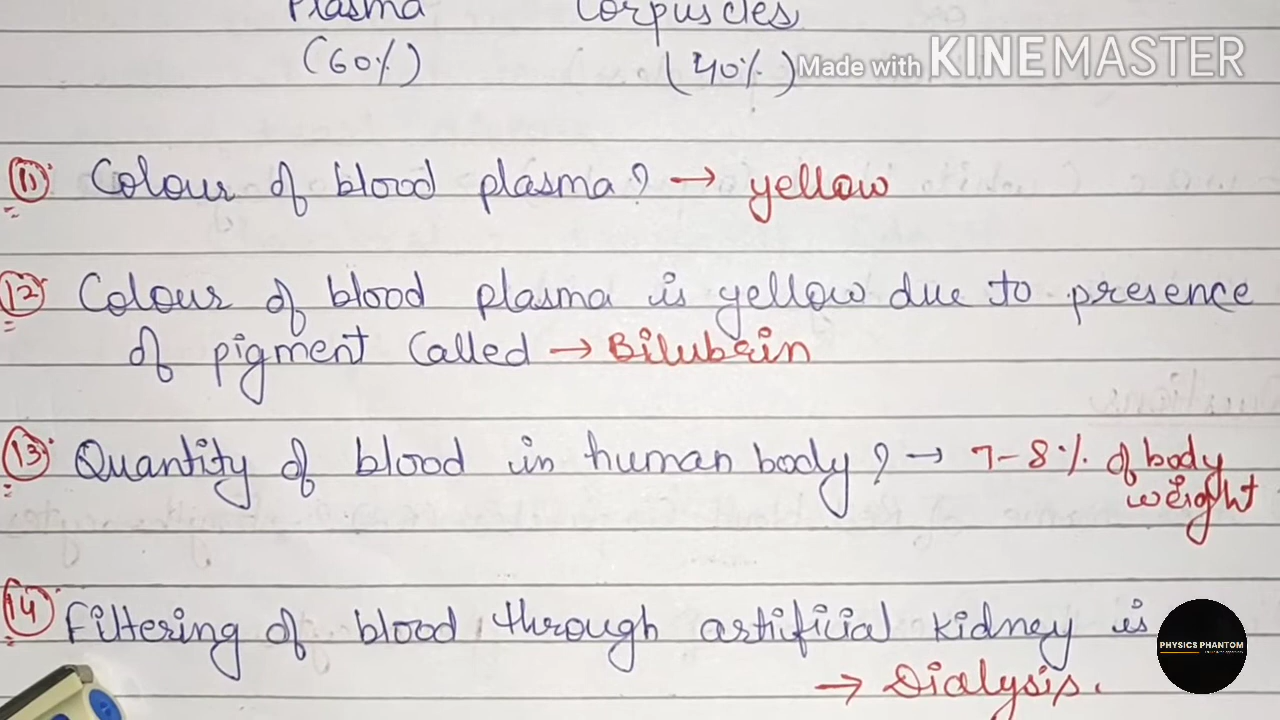 Plasma Corpuscles
(60%) (40%)
Made with KINEMASTER
11 Colour of blood plasma? → yellow
12 Colour of blood plasma is yellow due to presence
of pigment Called → Bilubrin
13 Quantity of blood in human body? → 7-8% of body
weight
14 Filtering of blood through artificial kidney is
→ Dialysis.
PHYSICS PHANTOM